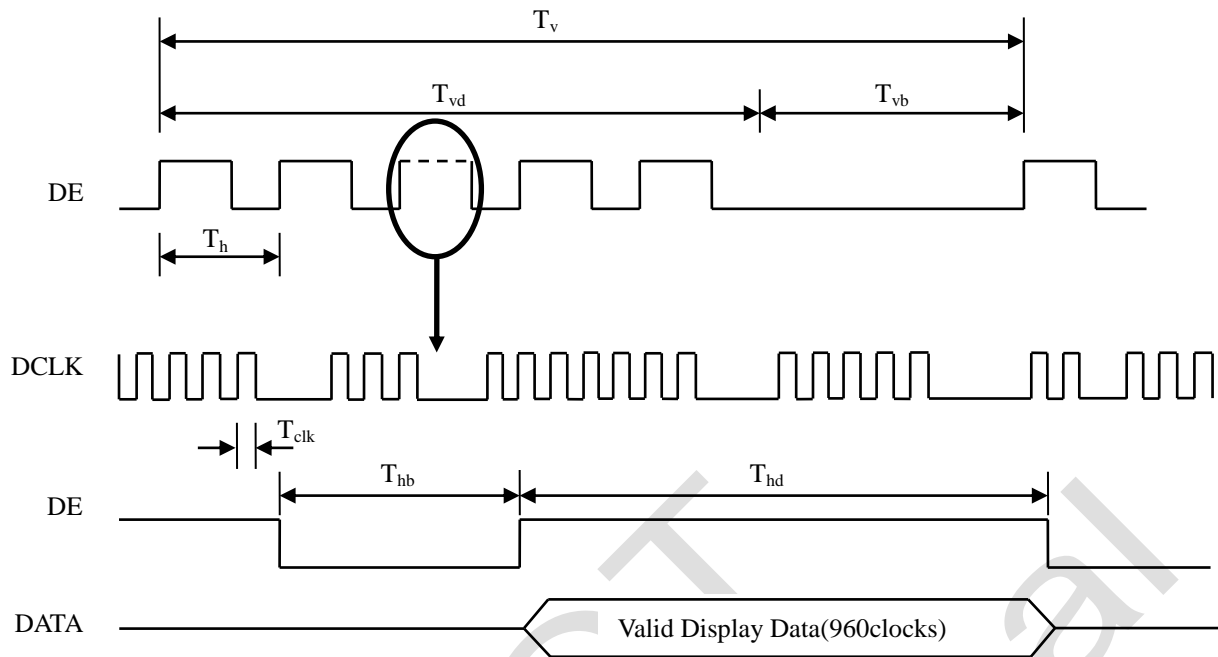 Tv
Tvd
Tvb
DE
Th
DCLK
Tclk
Thb
Thd
DE
Valid Display Data(960clocks)
DATA